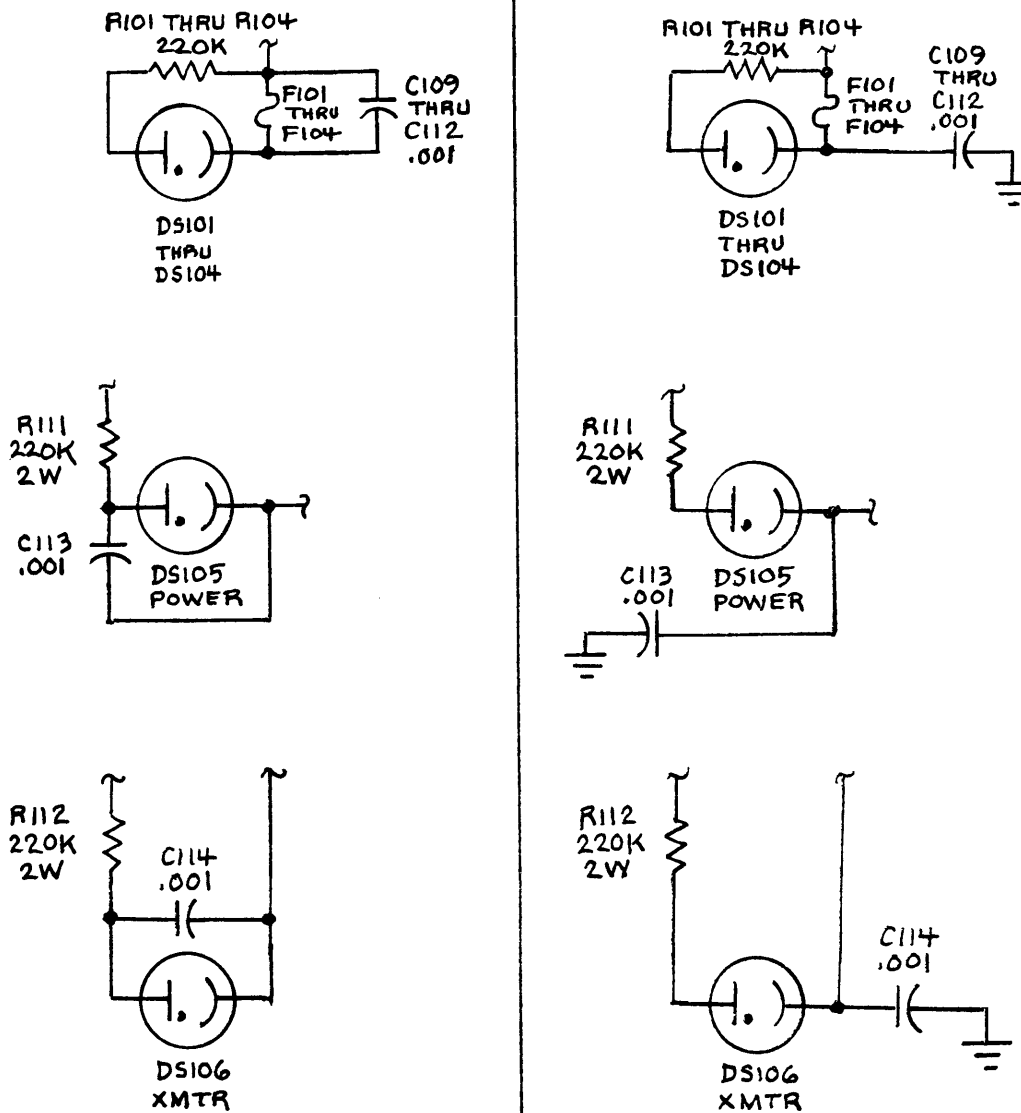 R101 THRU R104
220K
F101
THRU
F104
C109
THRU
C112
.001
DS101
THRU
DS104
R111
220K
2W
C113
.001
DS105
POWER
R112
220K
2W
C114
.001
DS106
XMTR
R101 THRU R104
220K
F101
THRU
F104
C109
THRU
C112
.001
DS101
THRU
DS104
R111
220K
2W
C113
.001
DS105
POWER
R112
220K
2W
C114
.001
DS106
XMTR